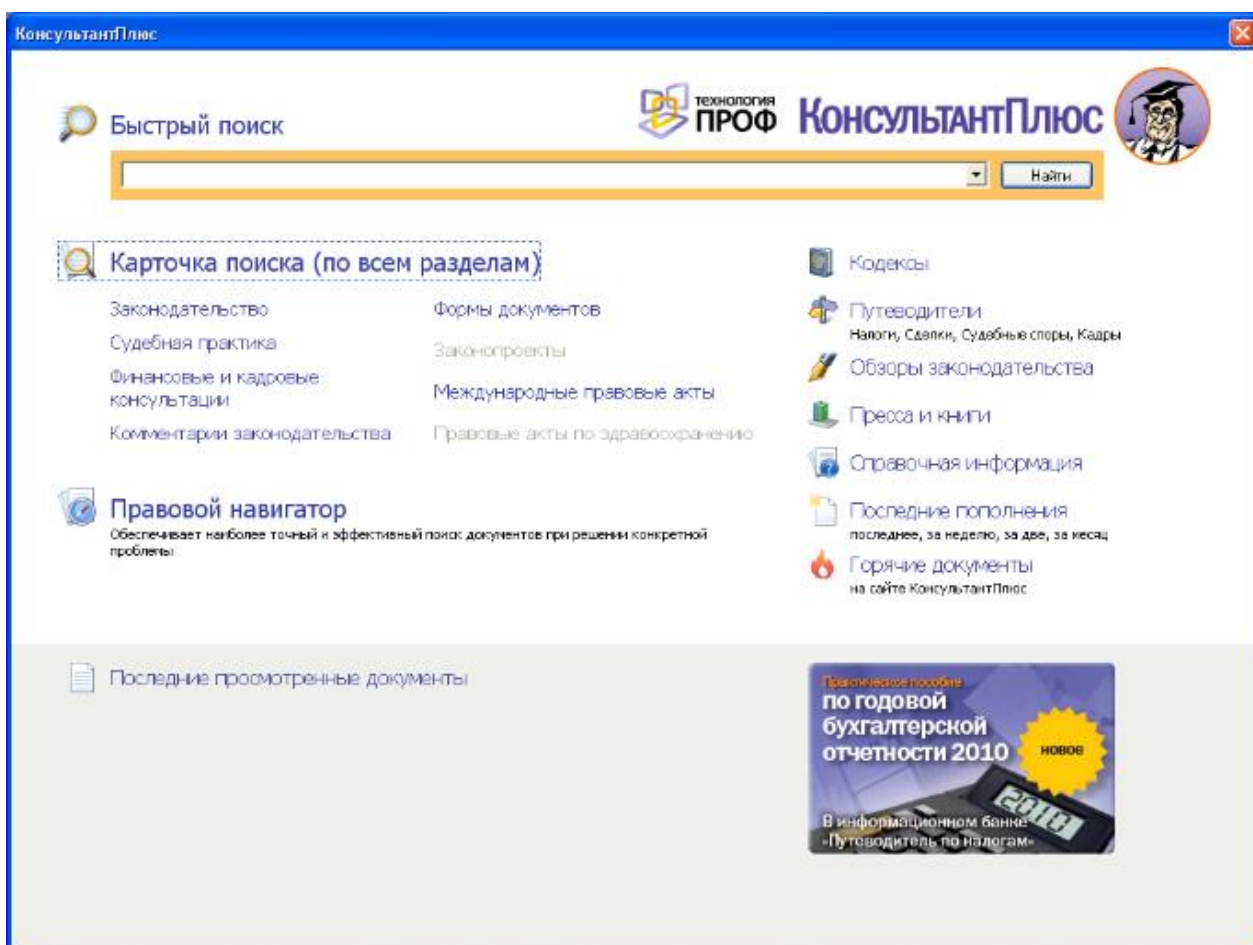 КонсультантПлюс
Быстрый поиск
технология
ПРОФ
КонсультантПлюс
Найти
Карточка поиска (по всем разделам)
Законодательство
Судебная практика
Финансовые и кадровые
консультации
Комментарии законодательства
Формы документов
Законопроекты
Международные правовые акты
Правовые акты по здравоохранению
Правовой навигатор
Обеспечивает наиболее точный и эффективный поиск документов при решении конкретной
проблемы
Кодексы
Путеводители
Налоги, Сделки, Судебные споры, Кадры
Обзоры законодательства
Пресса и книги
Справочная информация
Последние пополнения
последнее, за неделю, за две, за месяц
Горячие документы
на сайте КонсультантПлюс
Последние просмотренные документы
Практическое пособие
по годовой
бухгалтерской
отчетности 2010
новое
2010
В информационном банке
«Путеводитель по налогам»